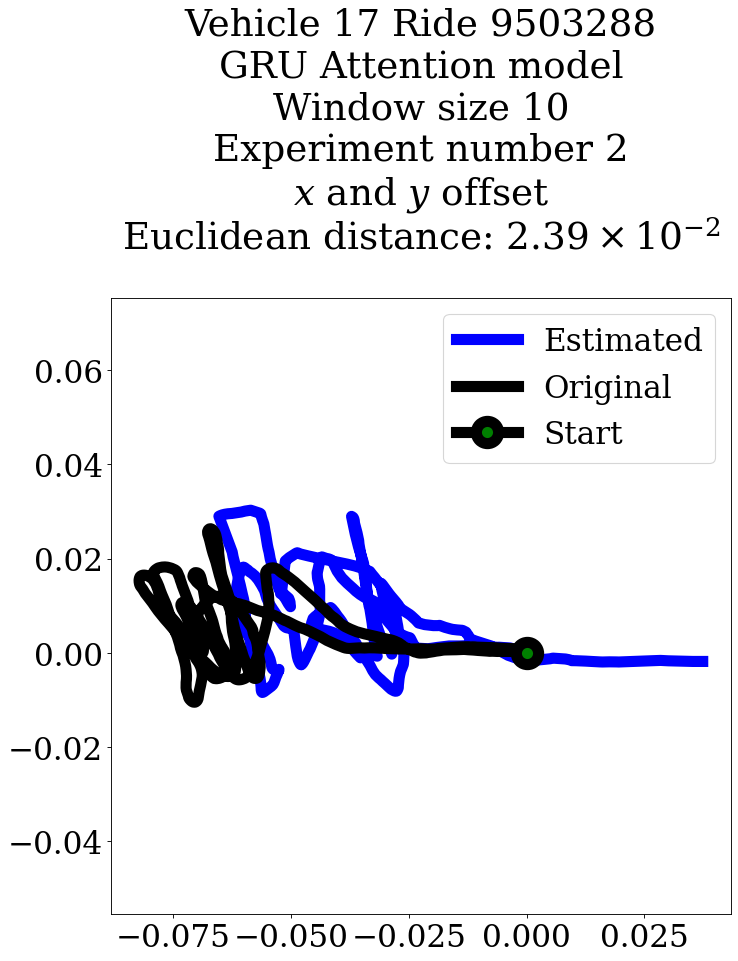 Vehicle 17 Ride 9503288
GRU Attention model
Window size 10
Experiment number 2
x and y offset
Euclidean distance: 2.39 × 10⁻²
Estimated
Original
Start
0.06
0.04
0.02
0.00
−0.02
−0.04
−0.075 −0.050 −0.025 0.000 0.025